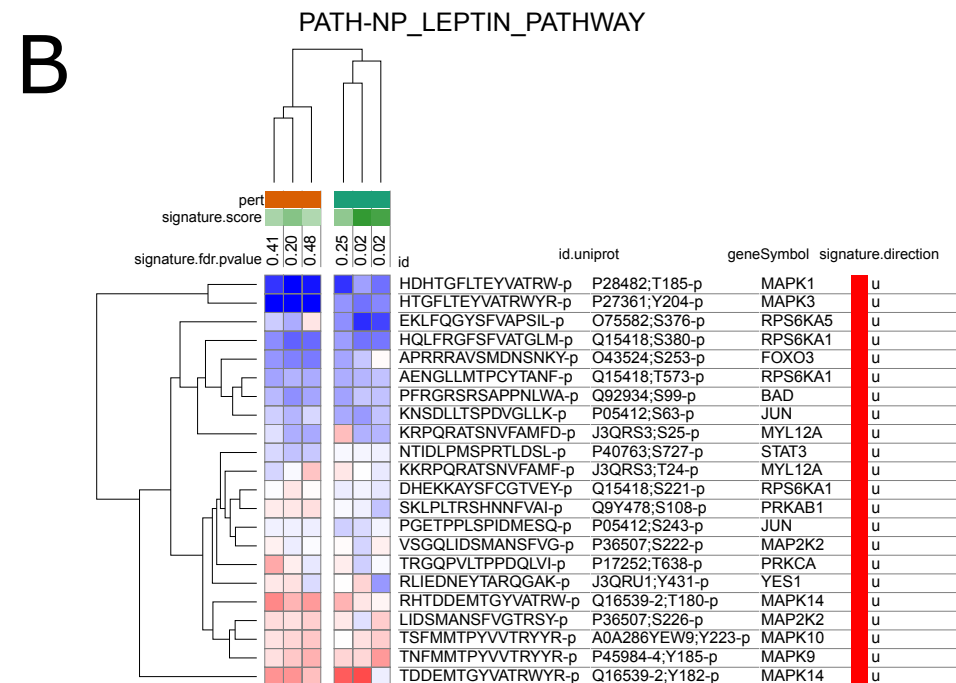 PATH-NP_LEPTIN_PATHWAY
B
pert
signature.score
signature.fdr.pvalue 0.41 0.20 0.48 0.25 0.02 0.02 id id.uniprot geneSymbol signature.direction
HDHTGFLTEYVATRW-p P28482;T185-p MAPK1 u
HTGFLTEYVATRWYR-p P27361;Y204-p MAPK3 u
EKLFQGYSFVAPSIL-p O75582;S376-p RPS6KA5 u
HQLFRGFSFVATGLM-p Q15418;S380-p RPS6KA1 u
APRRRAVSMDNSNKY-p O43524;S253-p FOXO3 u
AENGLLMTPCYTANF-p Q15418;T573-p RPS6KA1 u
PFRGRSRSAPPNLWA-p Q92934;S99-p BAD u
KNSDLLTSPDVGLLK-p P05412;S63-p JUN u
KRPQRATSNVFAMFD-p J3QRS3;S25-p MYL12A u
NTIDLPMSPRTLDSL-p P40763;S727-p STAT3 u
KKRPQRATSNVFAMF-p J3QRS3;T24-p MYL12A u
DHEKKAYSFCGTVEY-p Q15418;S221-p RPS6KA1 u
SKLPLTRSHNNFVAI-p Q9Y478;S108-p PRKAB1 u
PGETPPLSPIDMESQ-p P05412;S243-p JUN u
VSGQLIDSMANSFVG-p P36507;S222-p MAP2K2 u
TRGQPVLTPPDQLVI-p P17252;T638-p PRKCA u
RLIEDNEYTARQGAK-p J3QRU1;Y431-p YES1 u
RHTDDEMTGYVATRW-p Q16539-2;T180-p MAPK14 u
LIDSMANSFVGTRSY-p P36507;S226-p MAP2K2 u
TSFMMTPYVVTRYYR-p A0A286YEW9;Y223-p MAPK10 u
TNFMMTPYVVTRYYR-p P45984-4;Y185-p MAPK9 u
TDDEMTGYVATRWYR-p Q16539-2;Y182-p MAPK14 u